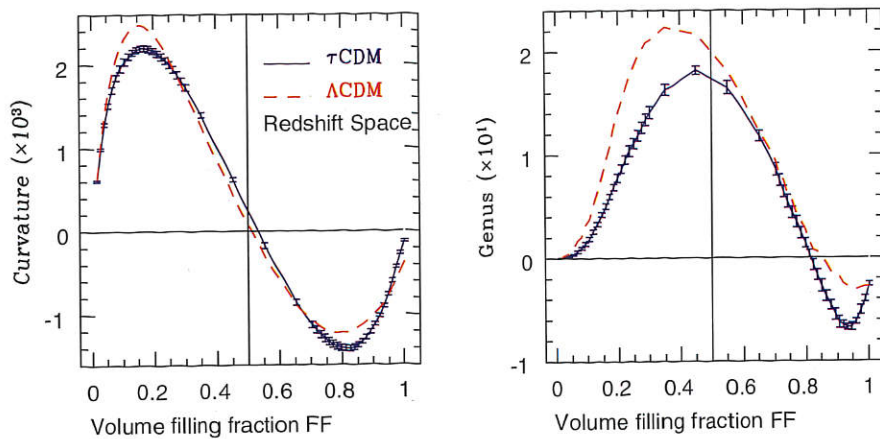 Curvature (×10³)
2
1
0
-1
τCDM
ΛCDM
Redshift Space
0 0.2 0.4 0.6 0.8 1
Volume filling fraction FF
Genus (×10¹)
2
1
0
-1
0 0.2 0.4 0.6 0.8 1
Volume filling fraction FF